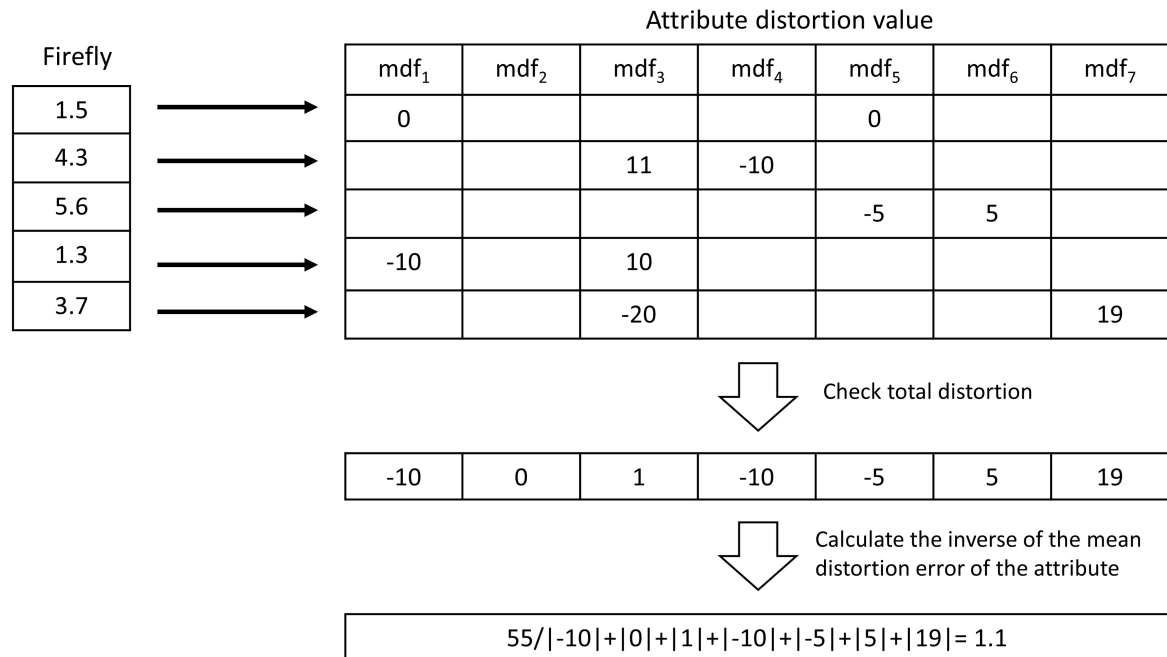 Attribute distortion value
Firefly
mdf₁ mdf₂ mdf₃ mdf₄ mdf₅ mdf₆ mdf₇
1.5 0 0
4.3 11 -10
5.6 -5 5
1.3 -10 10
3.7 -20 19
Check total distortion
-10 0 1 -10 -5 5 19
Calculate the inverse of the mean
distortion error of the attribute
55/|-10|+|0|+|1|+|-10|+|-5|+|5|+|19|= 1.1